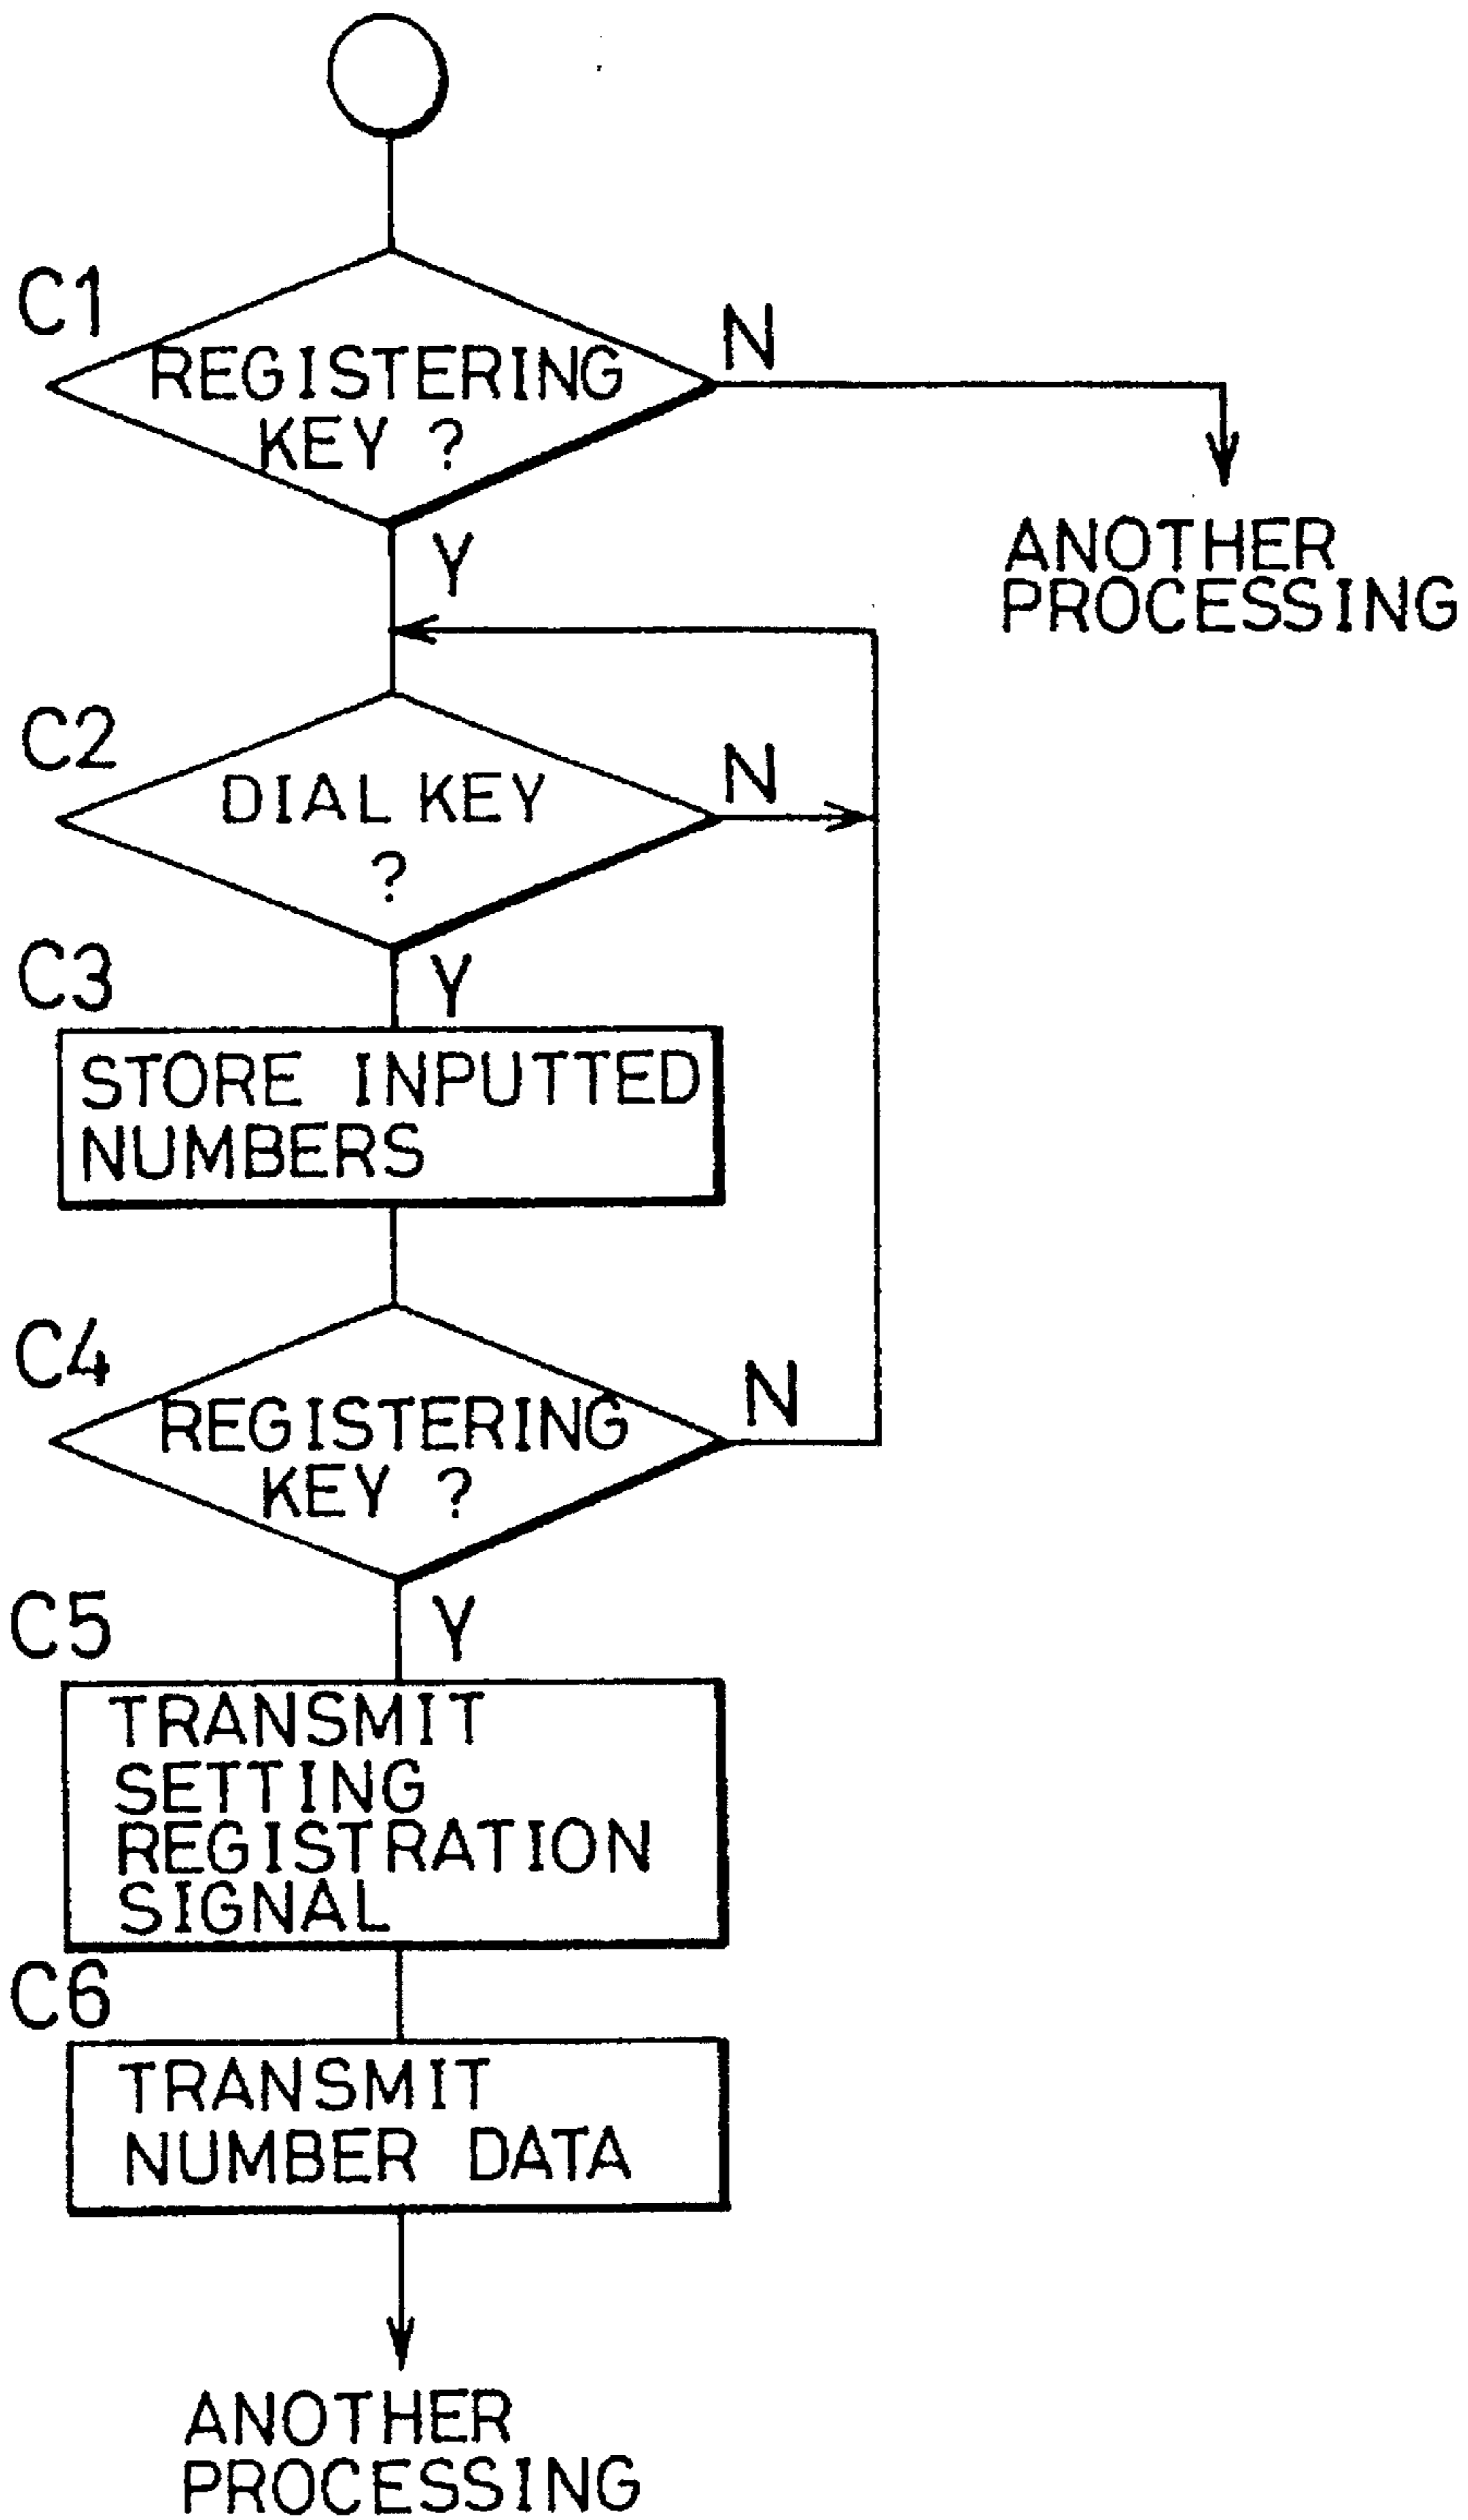 C1
REGISTERING
KEY ?
N
Y
ANOTHER
PROCESSING
C2
DIAL KEY
?
N
Y
C3
STORE INPUTTED
NUMBERS
C4
REGISTERING
KEY ?
N
Y
C5
TRANSMIT
SETTING
REGISTRATION
SIGNAL
C6
TRANSMIT
NUMBER DATA
ANOTHER
PROCESSING